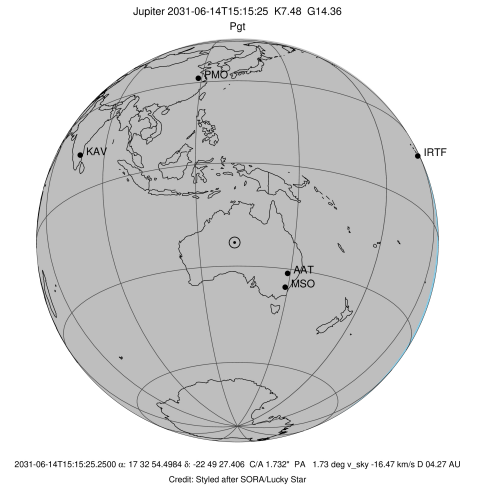 Jupiter 2031-06-14T15:15:25 K7.48 G14.36
Pgt
PMO
KAV
IRTF
AAT
MSO
2031-06-14T15:15:25.2500 α: 17 32 54.4984 δ: -22 49 27.406 C/A 1.732" PA 1.73 deg v_sky -16.47 km/s D 04.27 AU
Credit: Styled after SORA/Lucky Star